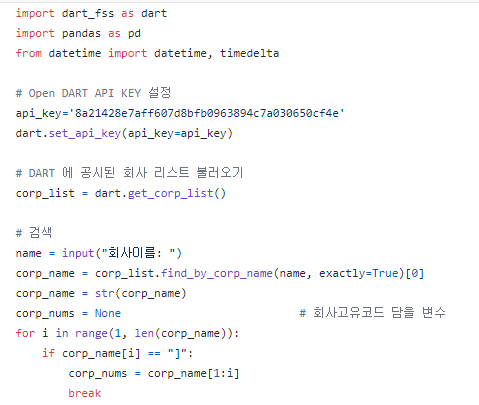 import dart_fss as dart
import pandas as pd
from datetime import datetime, timedelta

# Open DART API KEY 설정
api_key='8a21428e7aff607d8bfb0963894c7a030650cf4e'
dart.set_api_key(api_key=api_key)

# DART 에 공시된 회사 리스트 불러오기
corp_list = dart.get_corp_list()

# 검색
name = input("회사이름: ")
corp_name = corp_list.find_by_corp_name(name, exactly=True)[0]
corp_name = str(corp_name)
corp_nums = None                           # 회사고유코드 담을 변수
for i in range(1, len(corp_name)):
    if corp_name[i] == "]":
        corp_nums = corp_name[1:i]
        break